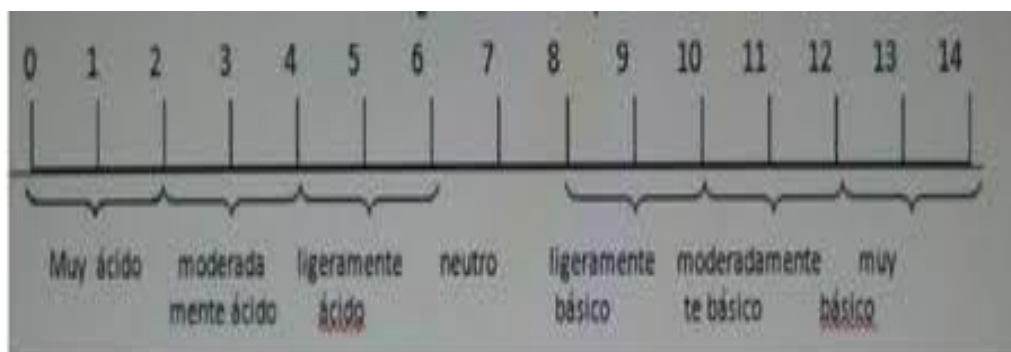 0 1 2 3 4 5 6 7 8 9 10 11 12 13 14
Muy ácido moderada ligeramente neutro ligeramente moderadamente muy
mente ácido ácido básico te básico básico